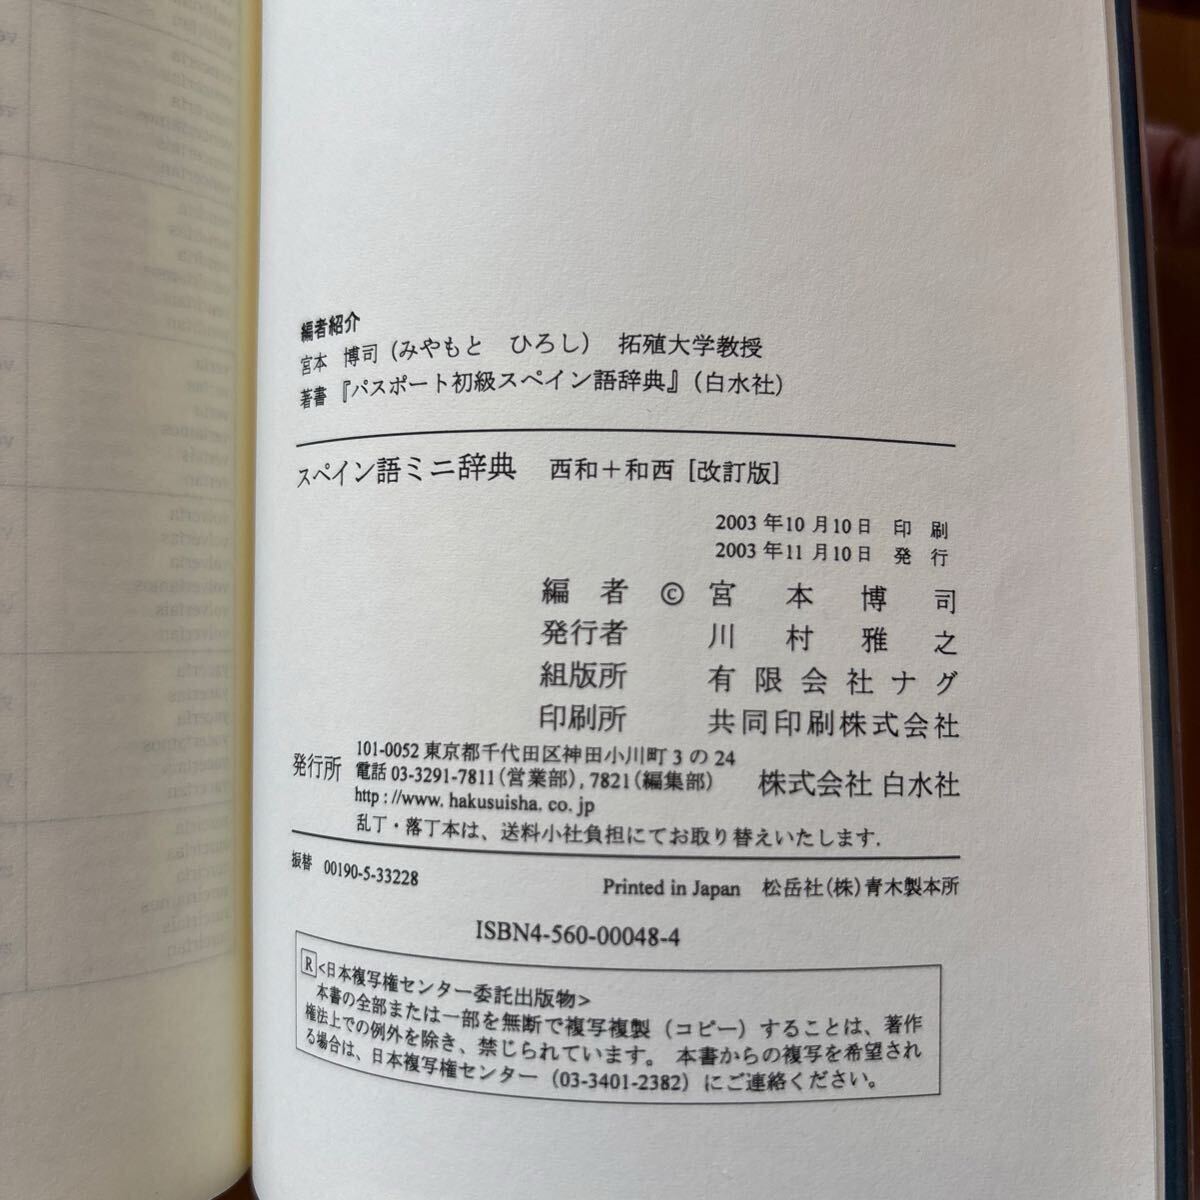 編者紹介
宮本 博司（みやもと ひろし） 拓殖大学教授
著書『パスポート初級スペイン語辞典』（白水社）
スペイン語ミニ辞典 西和＋和西［改訂版］
2003年10月10日 印刷
2003年11月10日 発行
編者 © 宮本博司
発行者 川村雅之
組版所 有限会社ナグ
印刷所 共同印刷株式会社
101-0052 東京都千代田区神田小川町3の24
発行所 電話 03-3291-7811（営業部）, 7821（編集部） 株式会社 白水社
http://www.hakusuisha.co.jp
乱丁・落丁本は、送料小社負担にてお取り替えいたします.
振替 00190-5-33228
Printed in Japan 松岳社（株）青木製本所
ISBN4-560-00048-4
R <日本複写権センター委託出版物>
本書の全部または一部を無断で複写複製（コピー）することは、著作
権法上での例外を除き、禁じられています。本書からの複写を希望され
る場合は、日本複写権センター（03-3401-2382）にご連絡ください。